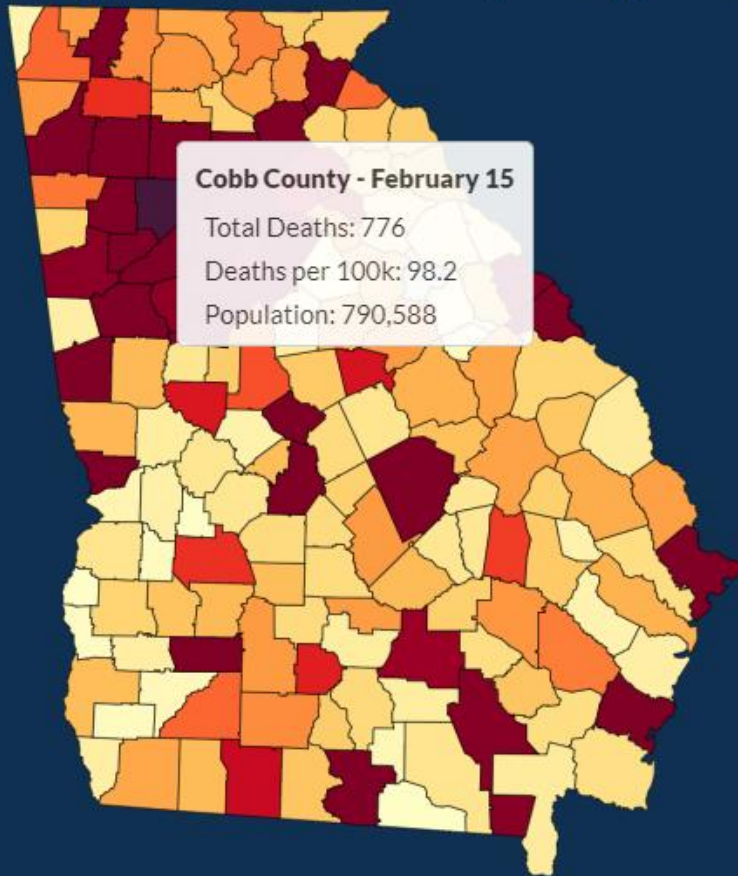 Cobb County - February 15
Total Deaths: 776
Deaths per 100k: 98.2
Population: 790,588